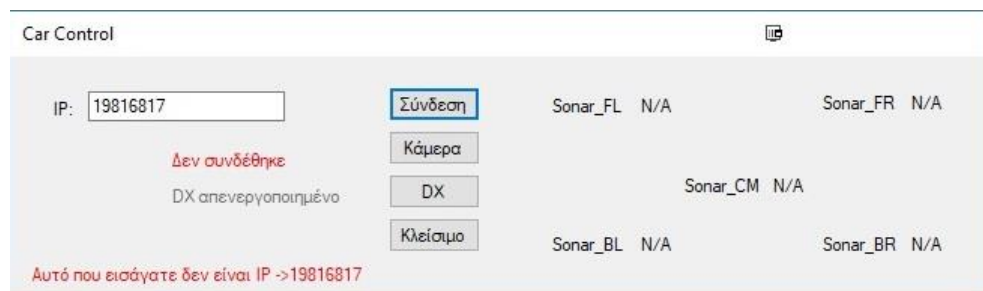 Car Control
IP: 19816817 Σύνδεση Sonar_FL N/A Sonar_FR N/A
Δεν συνδέθηκε Κάμερα
DX απενεργοποιημένο DX Sonar_CM N/A
Κλείσιμο Sonar_BL N/A Sonar_BR N/A
Αυτό που εισάγατε δεν είναι IP ->19816817